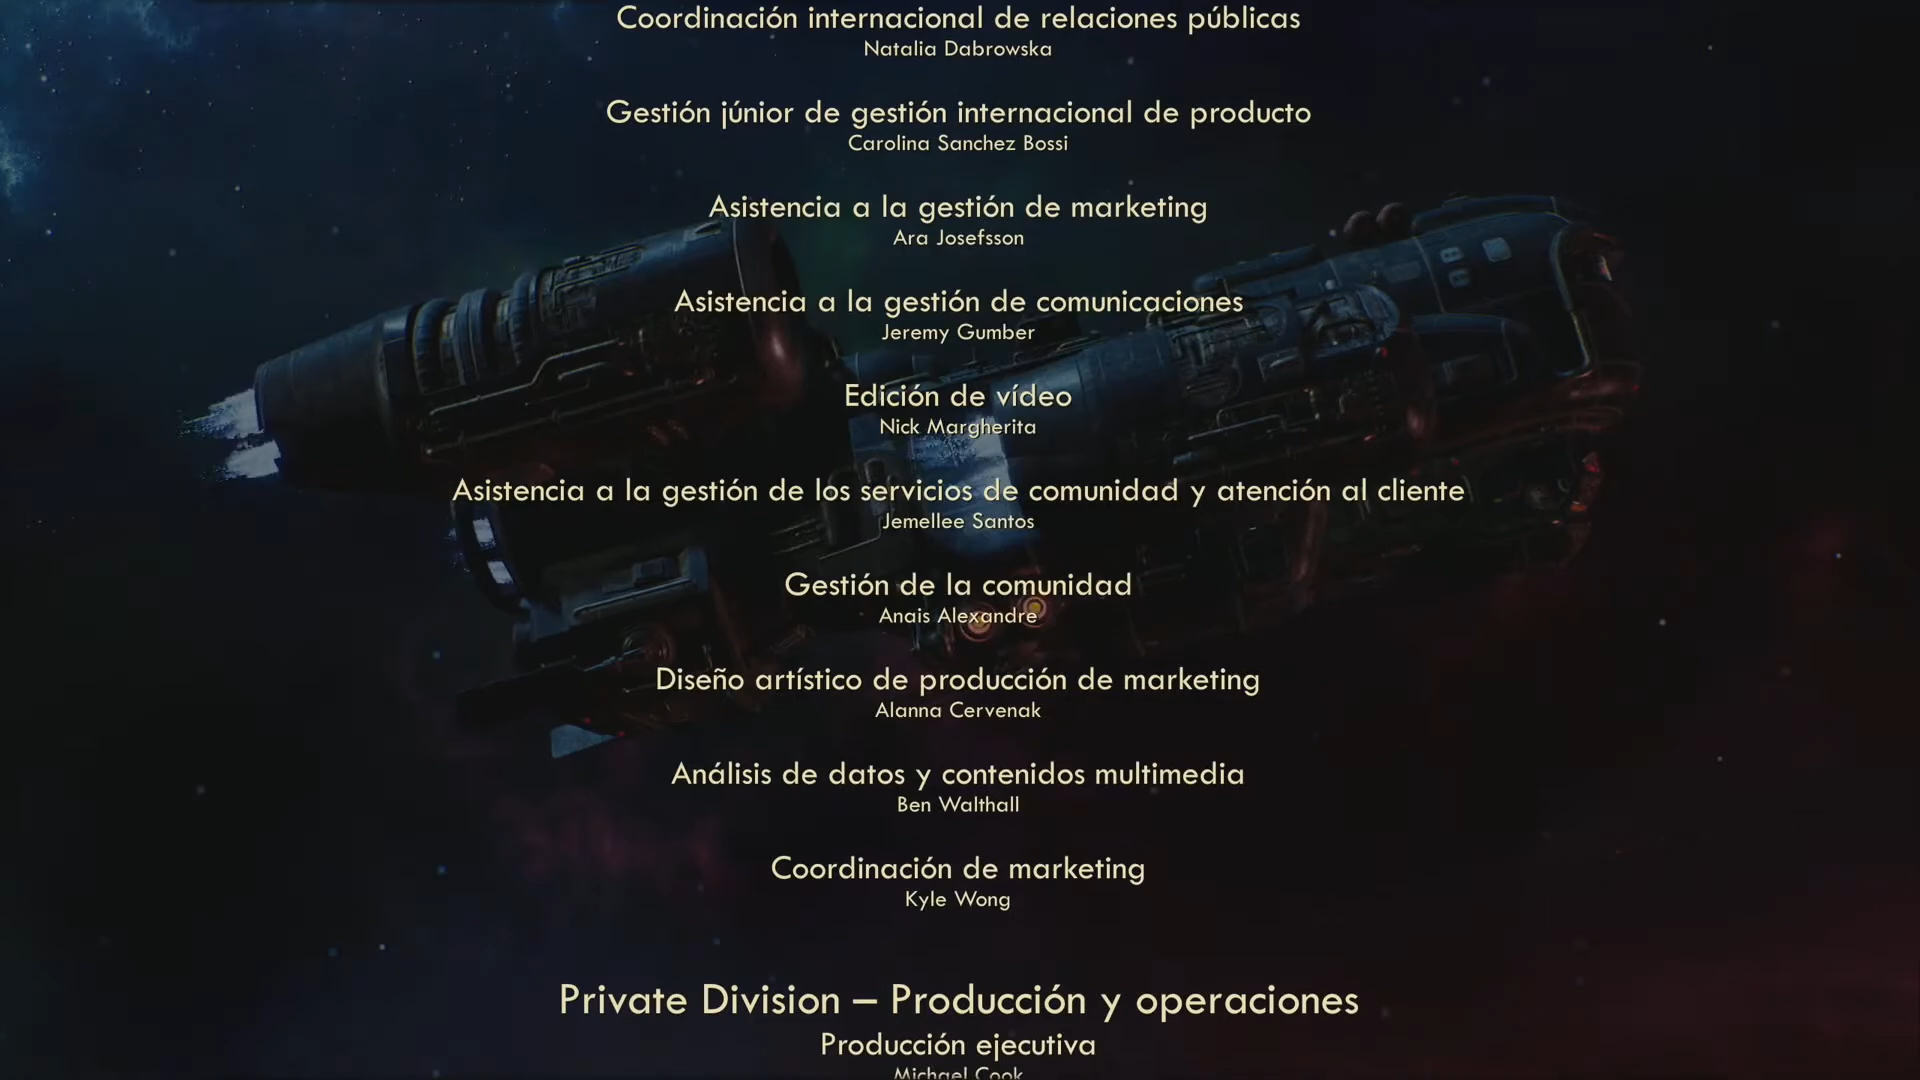 Coordinación internacional de relaciones públicas
Natalia Dabrowska
Gestión júnior de gestión internacional de producto
Carolina Sanchez Bossi
Asistencia a la gestión de marketing
Ara Josefsson
Asistencia a la gestión de comunicaciones
Jeremy Gumber
Edición de vídeo
Nick Margherita
Asistencia a la gestión de los servicios de comunidad y atención al cliente
Jemellee Santos
Gestión de la comunidad
Anais Alexandre
Diseño artístico de producción de marketing
Alanna Cervenak
Análisis de datos y contenidos multimedia
Ben Walthall
Coordinación de marketing
Kyle Wong
Private Division – Producción y operaciones
Producción ejecutiva
Michael Cook